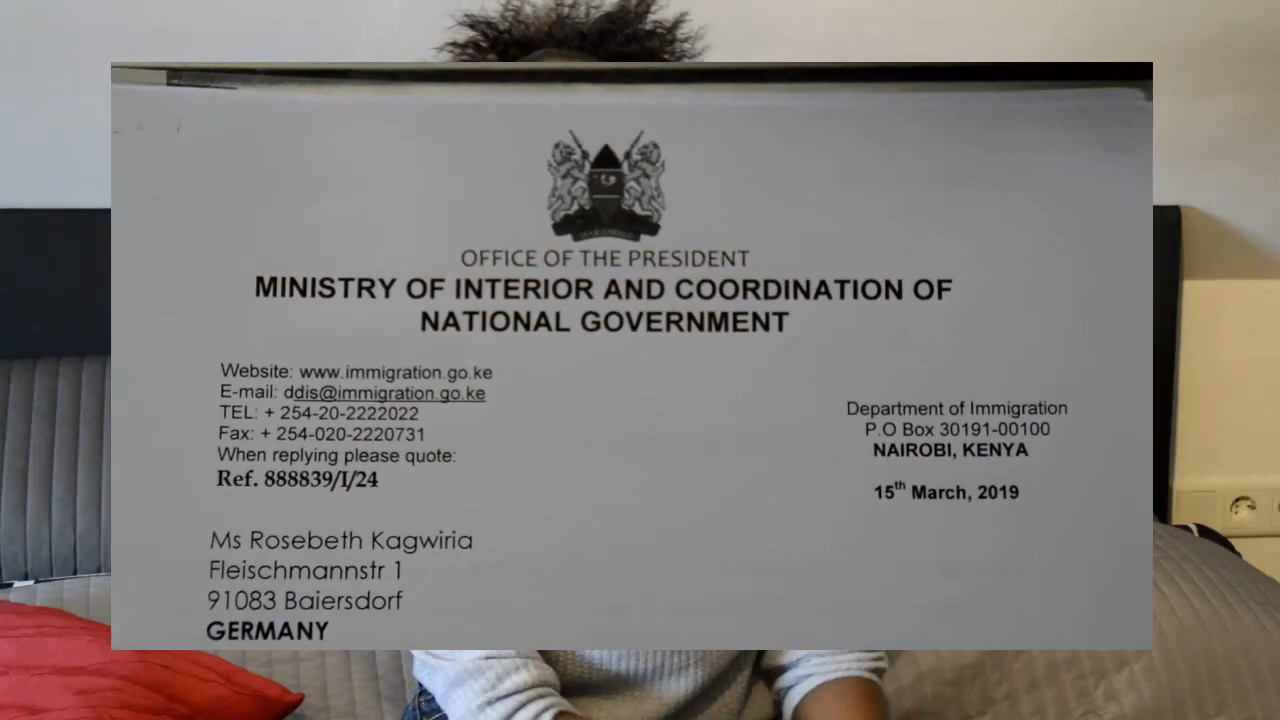 OFFICE OF THE PRESIDENT
MINISTRY OF INTERIOR AND COORDINATION OF
NATIONAL GOVERNMENT
Website: www.immigration.go.ke
E-mail: ddis@immigration.go.ke
TEL: + 254-20-2222022
Fax: + 254-020-2220731
When replying please quote:
Ref. 888839/I/24
Department of Immigration
P.O Box 30191-00100
NAIROBI, KENYA
15th March, 2019
Ms Rosebeth Kagwiria
Fleischmannstr 1
91083 Baiersdorf
GERMANY